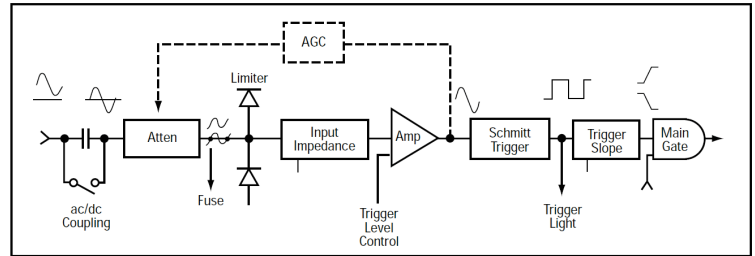 AGC
Limiter
Atten
Input
Impedance
Amp
Schmitt
Trigger
Trigger
Slope
Main
Gate
ac/dc
Coupling
Fuse
Trigger
Level
Control
Trigger
Light